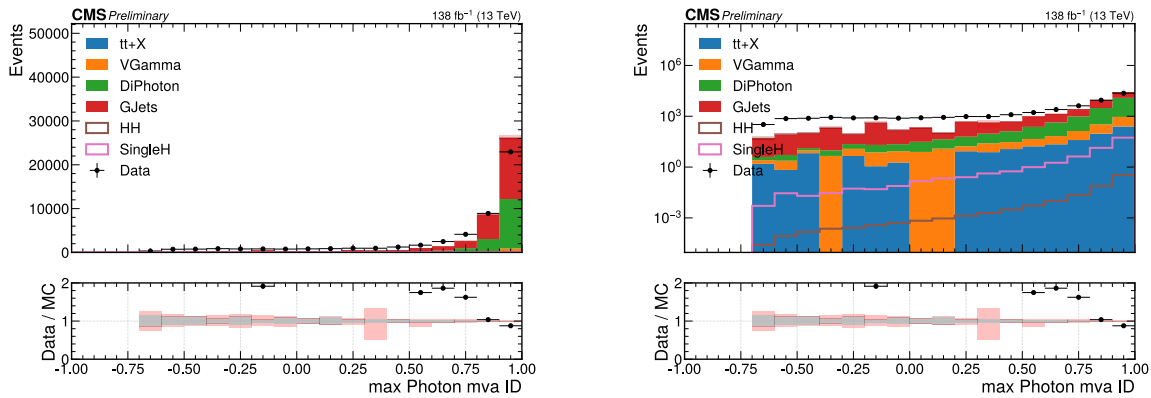 CMS Preliminary 138 fb⁻¹ (13 TeV)
Events
50000
40000
30000
20000
10000
0
tt+X
VGamma
DiPhoton
GJets
HH
SingleH
Data
Data / MC
2
1
0
-1.00 -0.75 -0.50 -0.25 0.00 0.25 0.50 0.75 1.00
max Photon mva ID
CMS Preliminary 138 fb⁻¹ (13 TeV)
Events
10⁶
10³
10⁰
10⁻³
tt+X
VGamma
DiPhoton
GJets
HH
SingleH
Data
Data / MC
2
1
0
-1.00 -0.75 -0.50 -0.25 0.00 0.25 0.50 0.75 1.00
max Photon mva ID